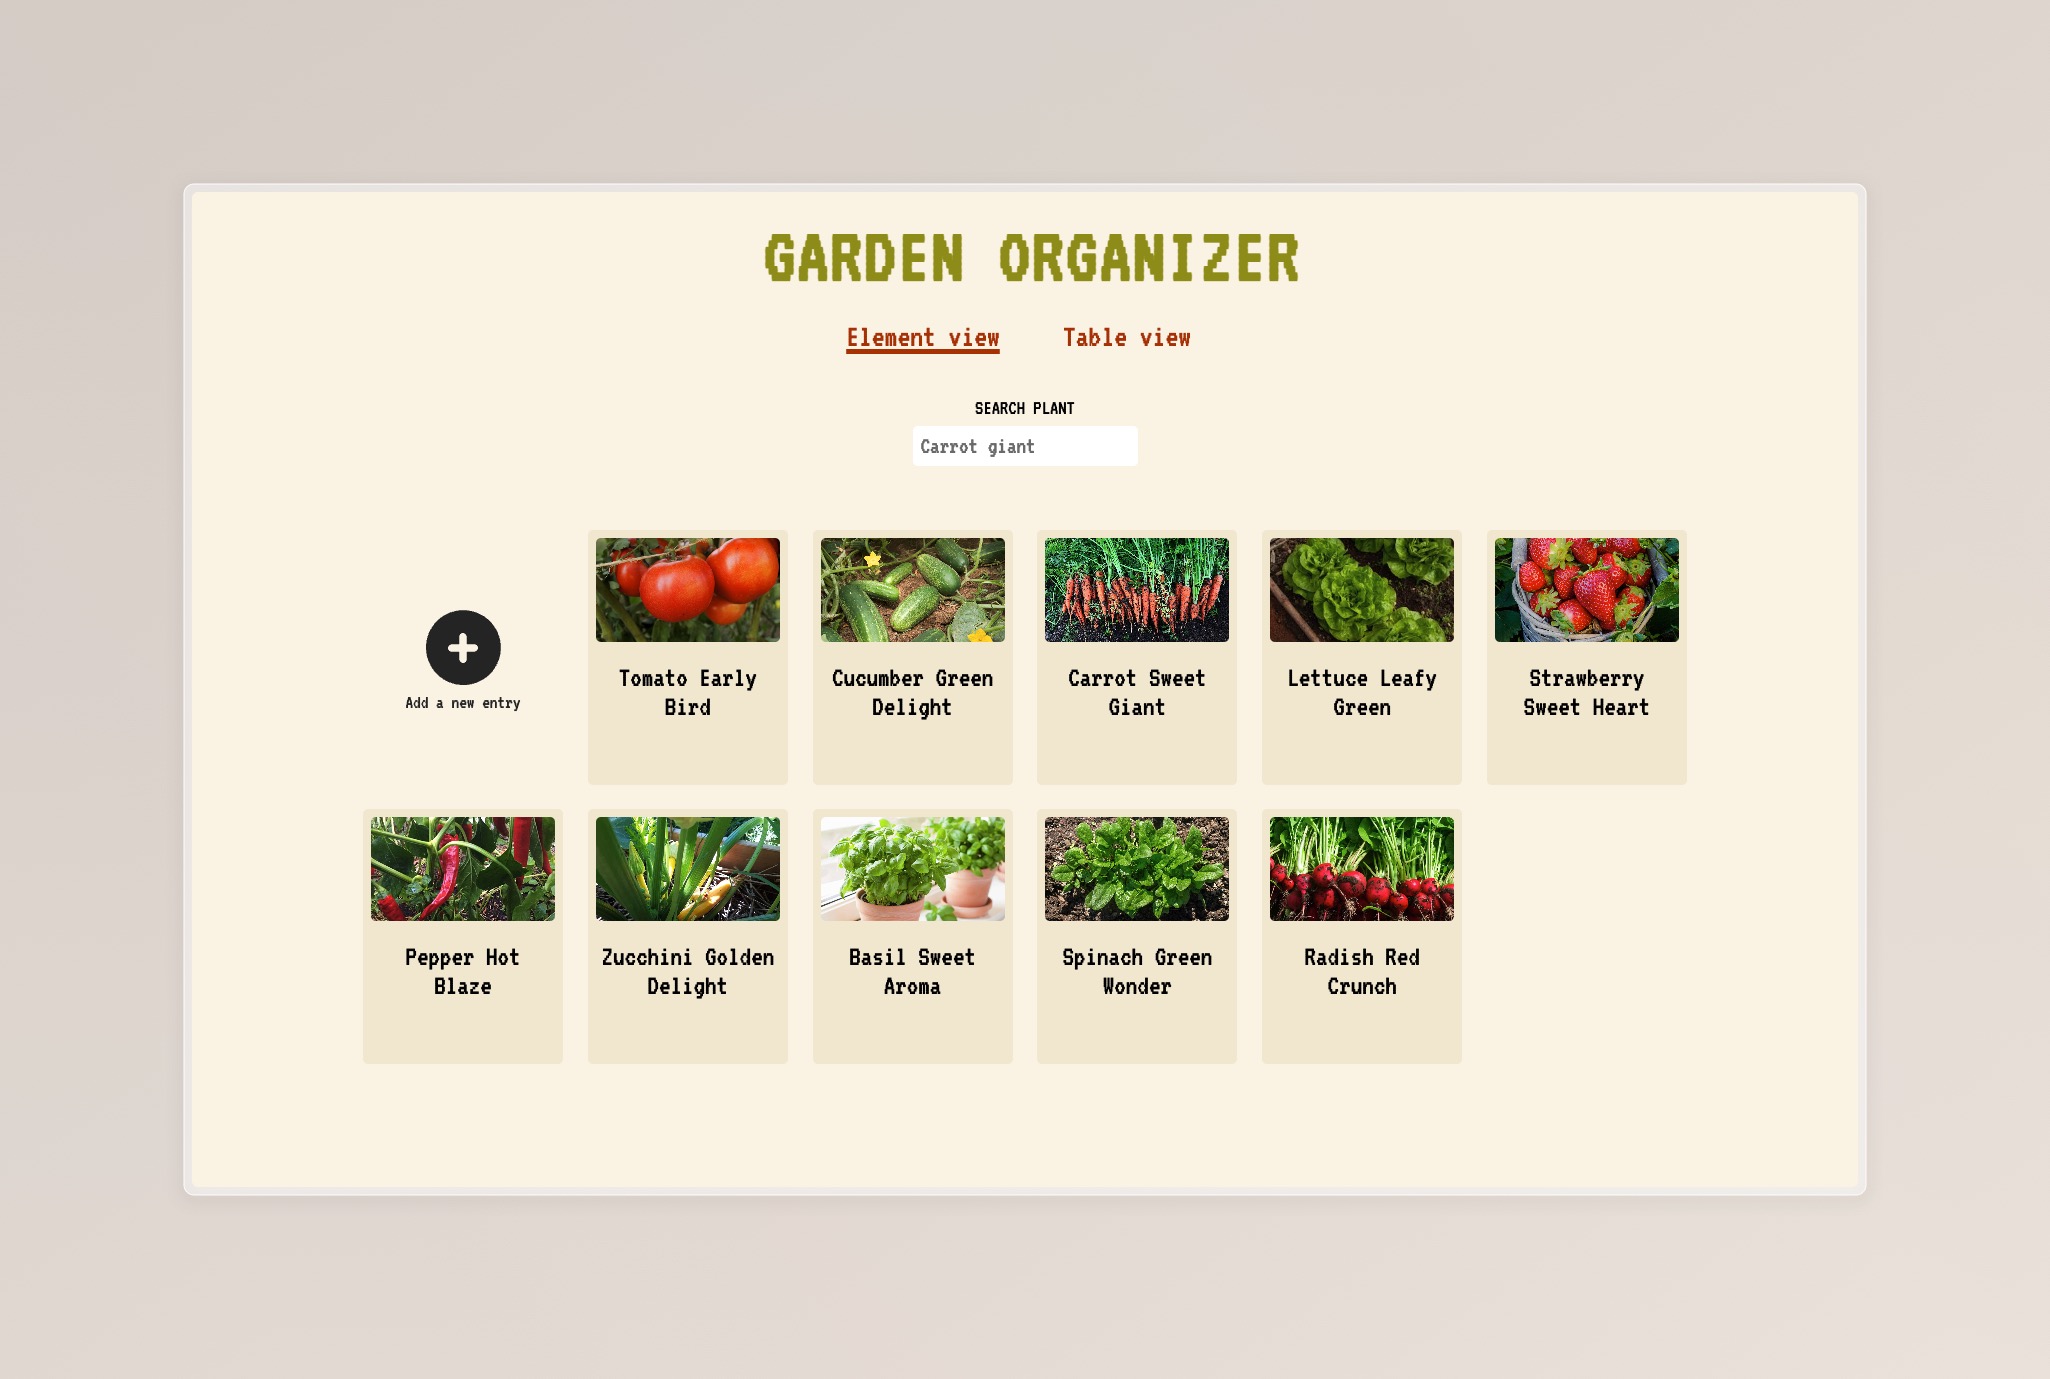 GARDEN ORGANIZER
Element view
Table view
SEARCH PLANT
Carrot giant
Add a new entry
Tomato Early
Bird
Cucumber Green
Delight
Carrot Sweet
Giant
Lettuce Leafy
Green
Strawberry
Sweet Heart
Pepper Hot
Blaze
Zucchini Golden
Delight
Basil Sweet
Aroma
Spinach Green
Wonder
Radish Red
Crunch